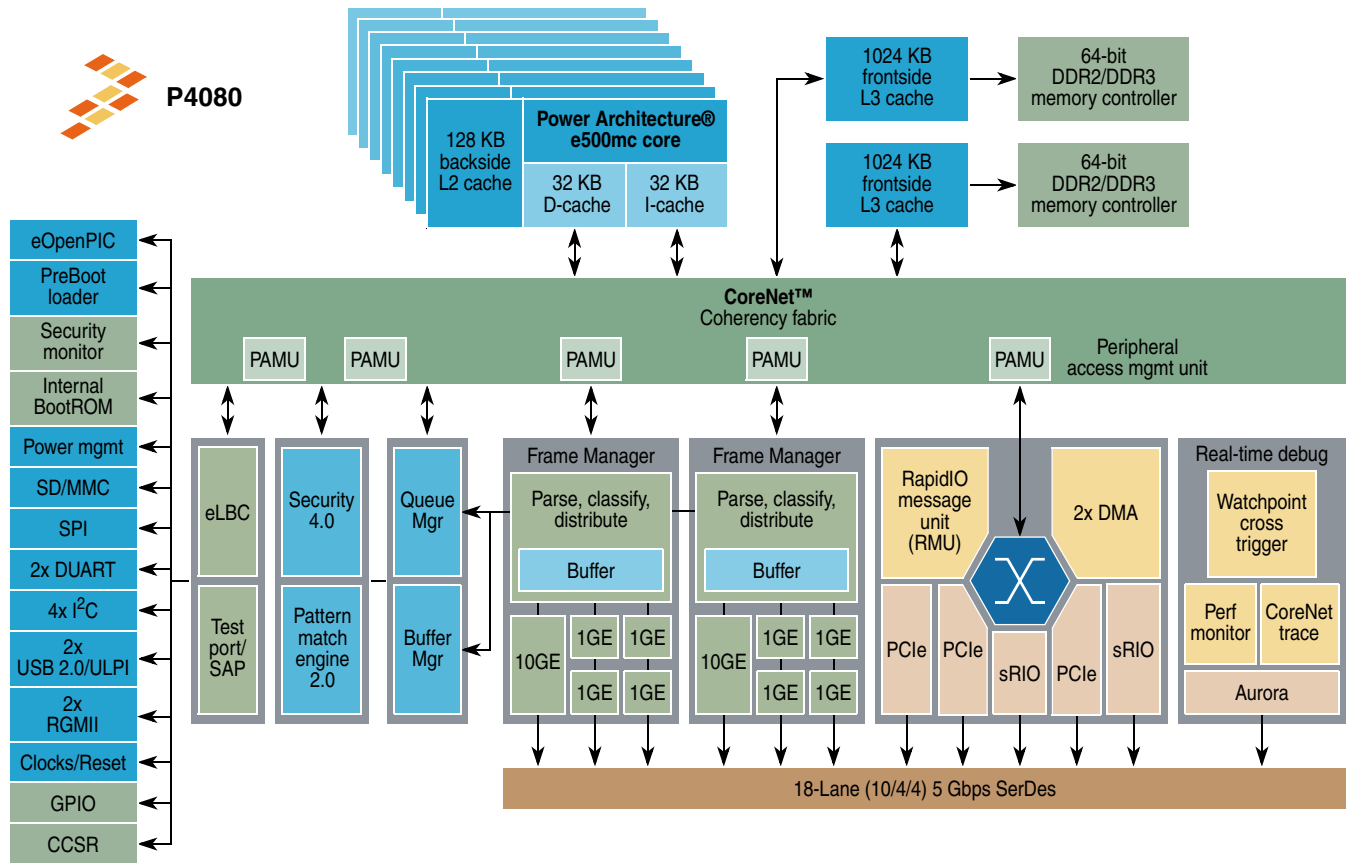 P4080
128 KB
backside
L2 cache
Power Architecture®
e500mc core
32 KB
D-cache
32 KB
I-cache
1024 KB
frontside
L3 cache
64-bit
DDR2/DDR3
memory controller
1024 KB
frontside
L3 cache
64-bit
DDR2/DDR3
memory controller
eOpenPIC
PreBoot
loader
Security
monitor
Internal
BootROM
Power mgmt
SD/MMC
SPI
2x DUART
4x I²C
2x
USB 2.0/ULPI
2x
RGMII
Clocks/Reset
GPIO
CCSR
CoreNet™
Coherency fabric
PAMU
PAMU
PAMU
PAMU
PAMU
Peripheral
access mgmt unit
eLBC
Test
port/
SAP
Security
4.0
Pattern
match
engine
2.0
Queue
Mgr
Buffer
Mgr
Frame Manager
Parse, classify,
distribute
Buffer
10GE
1GE
1GE
1GE
1GE
Frame Manager
Parse, classify,
distribute
Buffer
10GE
1GE
1GE
1GE
1GE
RapidIO
message
unit
(RMU)
2x DMA
PCIe
PCIe
sRIO
PCIe
sRIO
Real-time debug
Watchpoint
cross
trigger
Perf
monitor
CoreNet
trace
Aurora
18-Lane (10/4/4) 5 Gbps SerDes